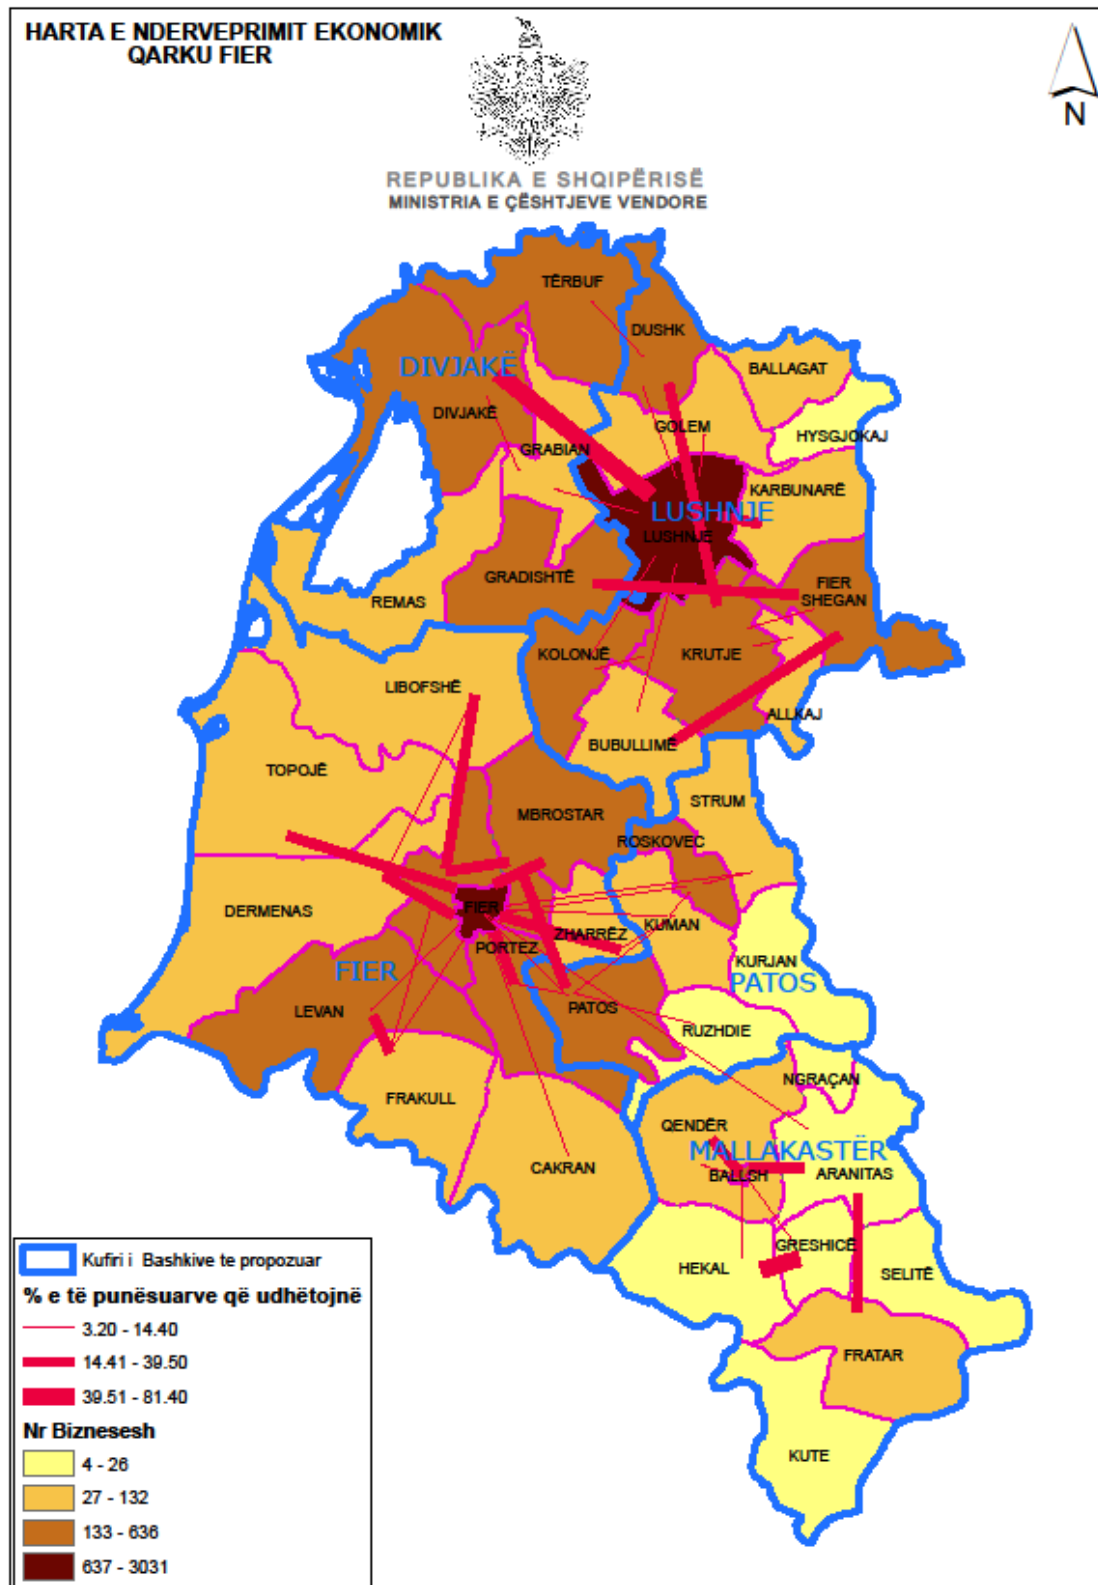 HARTA E NDERVEPRIMIT EKONOMIK
QARKU FIER
N
REPUBLIKA E SHQIPËRISË
MINISTRIA E ÇËSHTJEVE VENDORE
TËRBUF
DUSHK
DIVJAKË
BALLAGAT
DIVJAKË
GOLEM
HYSGJOKAJ
GRABIAN
KARBUNARË
LUSHNJE
LUSHNJE
GRADISHTË
FIER
SHEGAN
REMAS
KOLONJË
KRUTJE
LIBOFSHË
ALLKAJ
BUBULLIMË
TOPOJË
STRUM
MBROSTAR
ROSKOVEC
FIER
DERMENAS
KUMAN
ZHARRËZ
PORTËZ
KURJAN
FIER
PATOS
LEVAN
PATOS
RUZHDIE
NGRAÇAN
FRAKULL
QENDËR
MALLAKASTËR
CAKRAN
BALLSH
ARANITAS
GRESHICË
HEKAL
SELITË
FRATAR
KUTE
Kufiri i Bashkive te propozuar
% e të punësuarve që udhëtojnë
3.20 - 14.40
14.41 - 39.50
39.51 - 81.40
Nr Biznesesh
4 - 26
27 - 132
133 - 636
637 - 3031